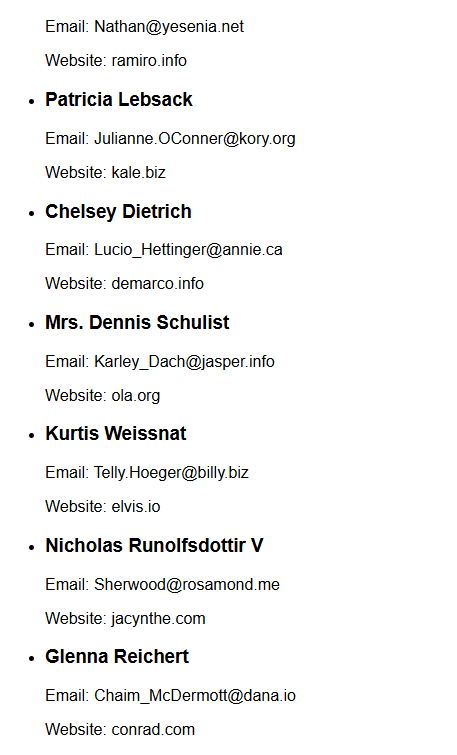 Email: Nathan@yesenia.net
Website: ramiro.info
Patricia Lebsack
Email: Julianne.OConner@kory.org
Website: kale.biz
Chelsey Dietrich
Email: Lucio_Hettinger@annie.ca
Website: demarco.info
Mrs. Dennis Schulist
Email: Karley_Dach@jasper.info
Website: ola.org
Kurtis Weissnat
Email: Telly.Hoeger@billy.biz
Website: elvis.io
Nicholas Runolfsdottir V
Email: Sherwood@rosamond.me
Website: jacynthe.com
Glenna Reichert
Email: Chaim_McDermott@dana.io
Website: conrad.com